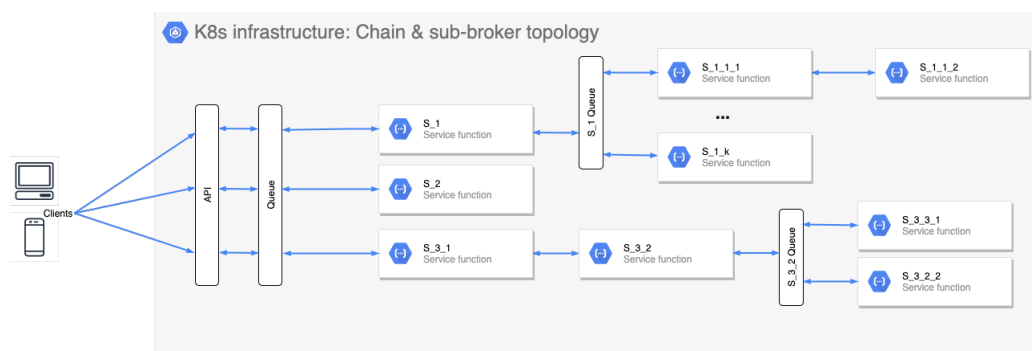 K8s infrastructure: Chain & sub-broker topology
Clients
API
Queue
S_1
Service function
S_2
Service function
S_3_1
Service function
S_1 Queue
S_1_1_1
Service function
S_1_1_2
Service function
...
S_1_k
Service function
S_3_2
Service function
S_3_2 Queue
S_3_3_1
Service function
S_3_2_2
Service function